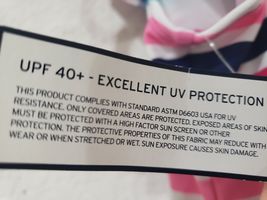 UPF 40+ - EXCELLENT UV PROTECTION
THIS PRODUCT COMPLIES WITH STANDARD ASTM D6603 USA FOR UV
RESISTANCE. ONLY COVERED AREAS ARE PROTECTED. EXPOSED AREAS OF SKIN
MUST BE PROTECTED WITH A HIGH FACTOR SUN SCREEN OR OTHER
PROTECTION. THE PROTECTIVE PROPERTIES OF THIS FABRIC MAY REDUCE WITH
WEAR OR WHEN STRETCHED OR WET. SUN EXPOSURE CAUSES SKIN DAMAGE.